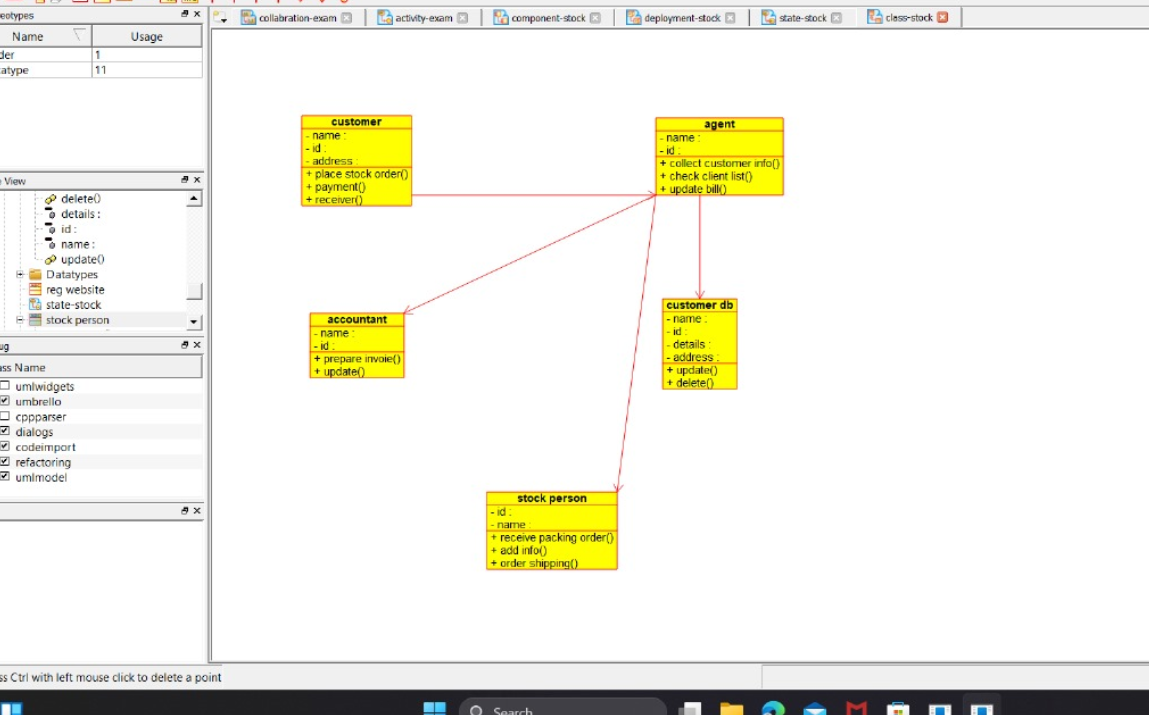 eotypes
Name
Usage
der
1
atype
11
View
delete()
details :
id :
name :
update()
Datatypes
reg website
state-stock
stock person
ug
ass Name
umlwidgets
umbrello
cppparser
dialogs
codeimport
refactoring
umlmodel
collabration-exam
activity-exam
component-stock
deployment-stock
state-stock
class-stock
customer
- name :
- id :
- address :
+ place stock order()
+ payment()
+ receiver()
agent
- name :
- id :
+ collect customer info()
+ check client list()
+ update bill()
accountant
- name :
- id :
+ prepare invoie()
+ update()
customer db
- name :
- id :
- details :
- address :
+ update()
+ delete()
stock person
- id :
- name :
+ receive packing order()
+ add info()
+ order shipping()
ss Ctrl with left mouse click to delete a point
Search